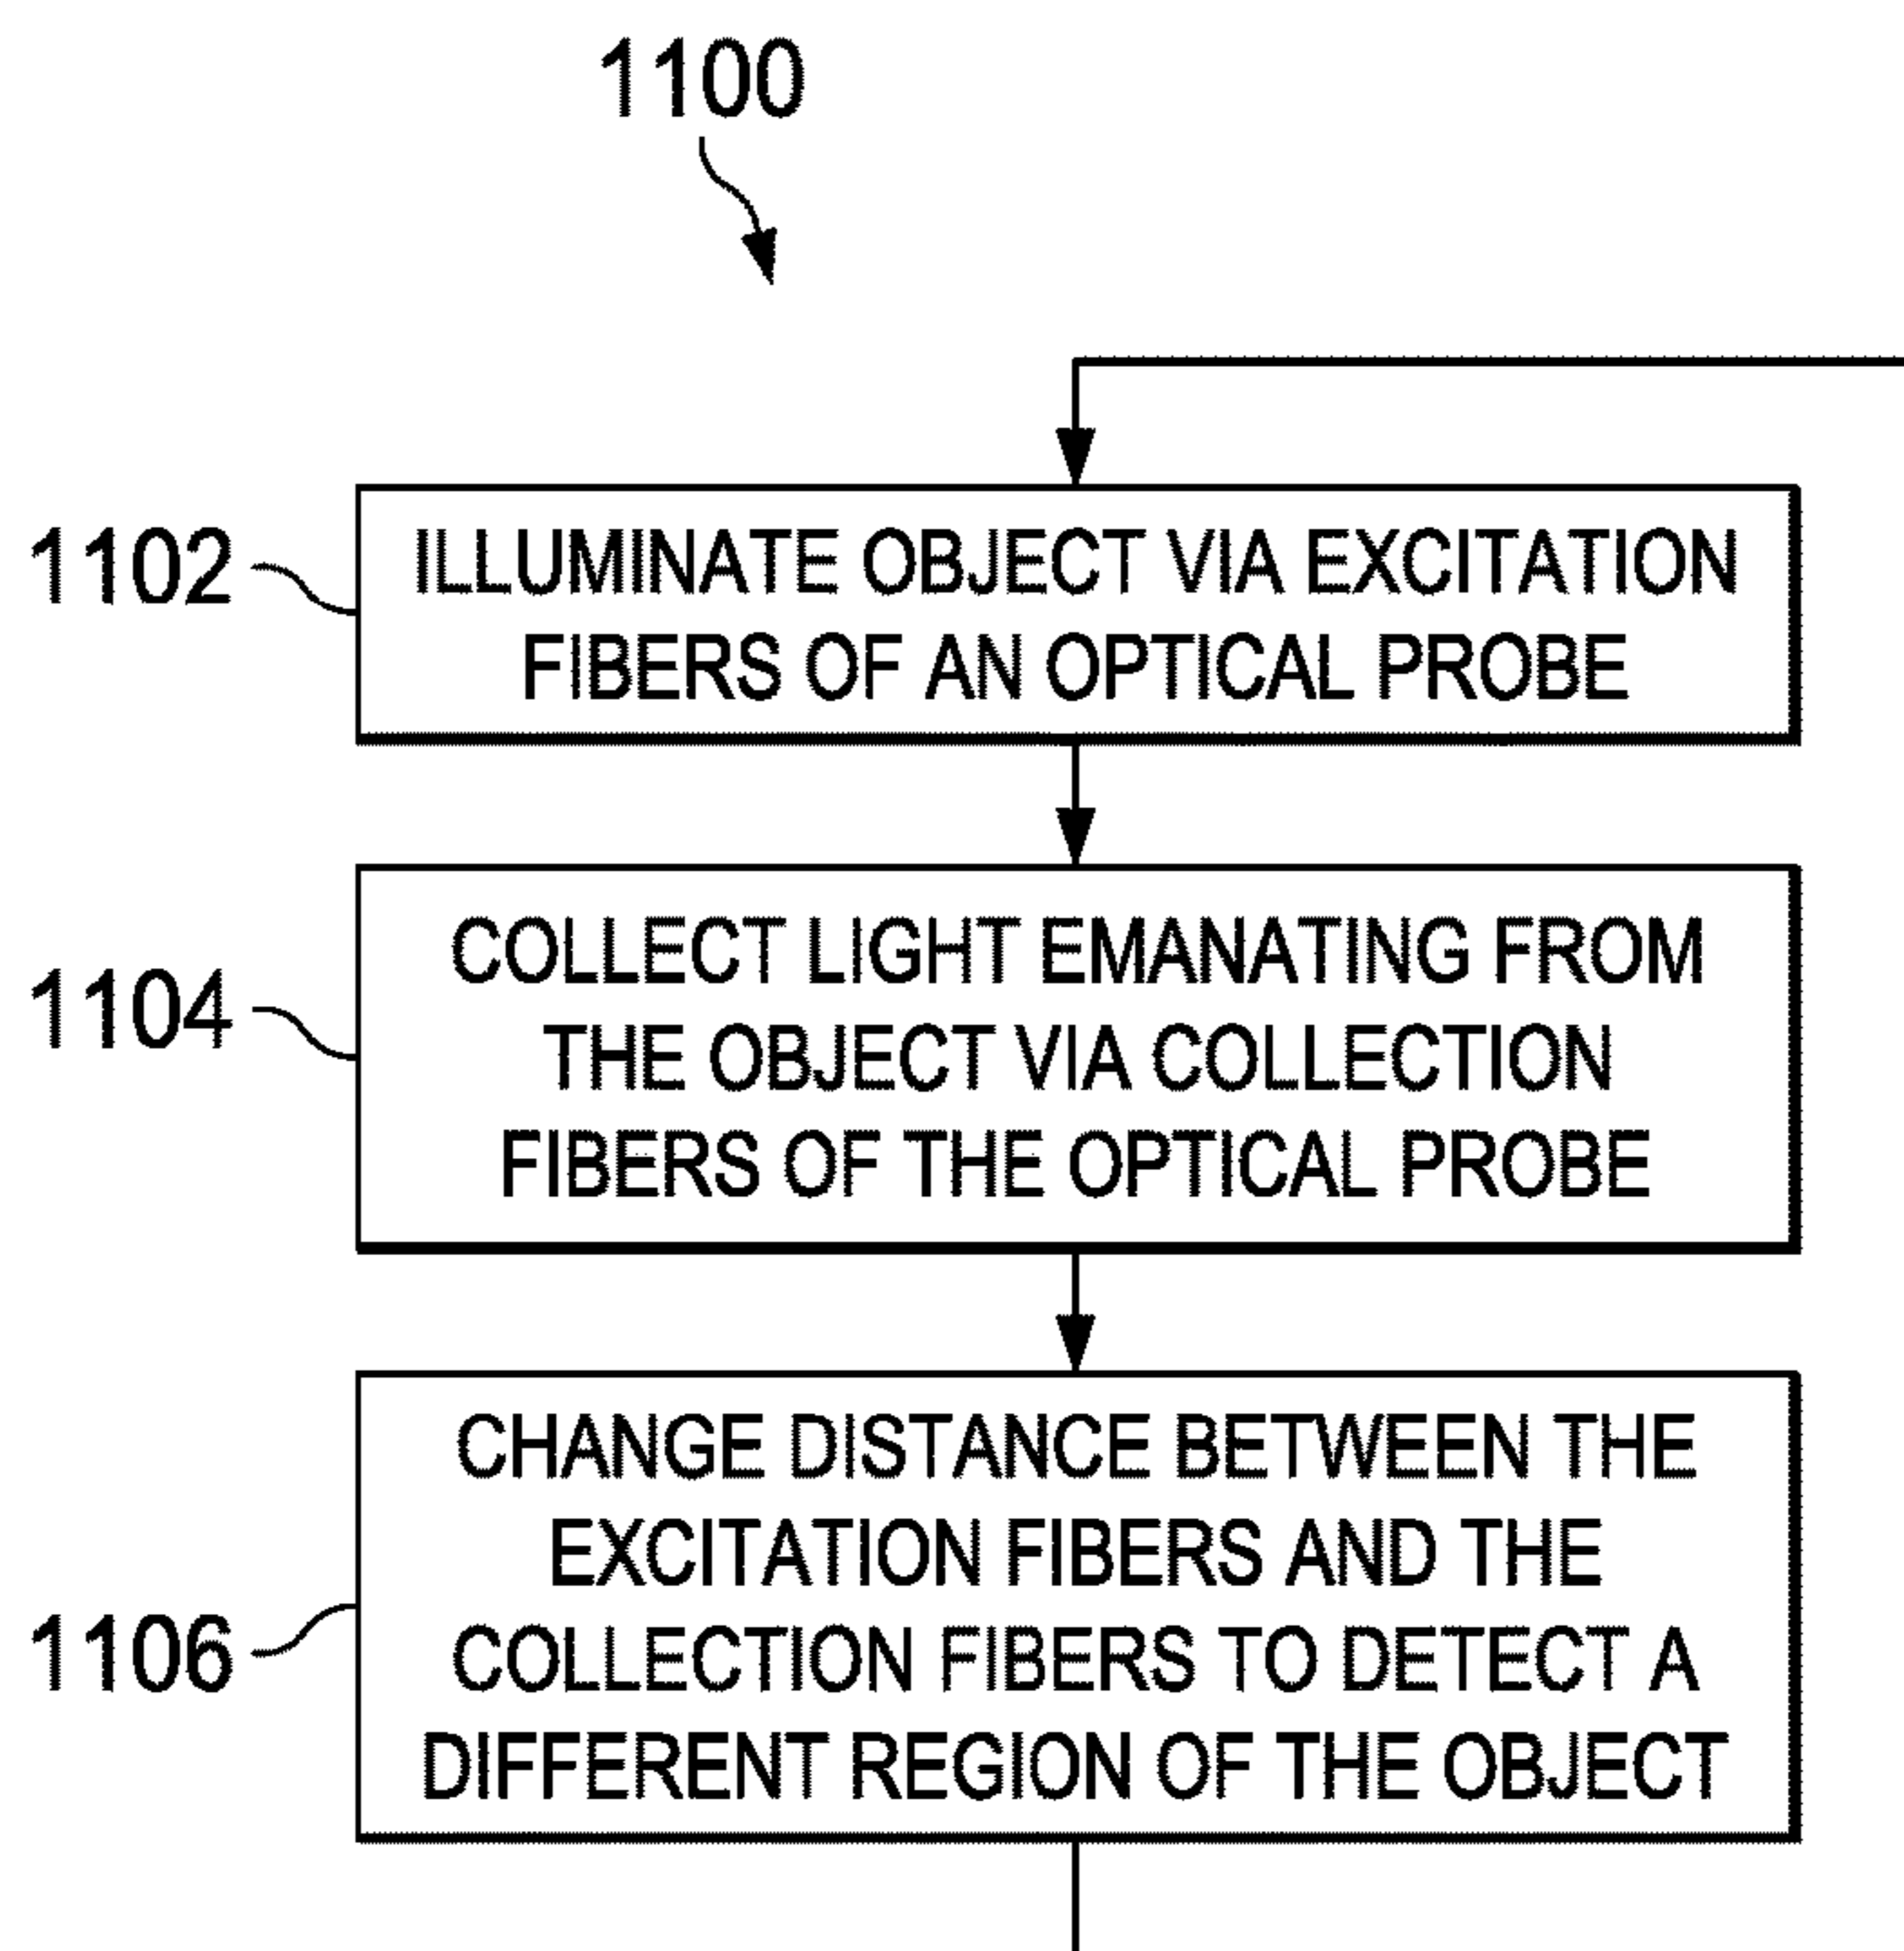 1100
1102
ILLUMINATE OBJECT VIA EXCITATION
FIBERS OF AN OPTICAL PROBE
1104
COLLECT LIGHT EMANATING FROM
THE OBJECT VIA COLLECTION
FIBERS OF THE OPTICAL PROBE
1106
CHANGE DISTANCE BETWEEN THE
EXCITATION FIBERS AND THE
COLLECTION FIBERS TO DETECT A
DIFFERENT REGION OF THE OBJECT